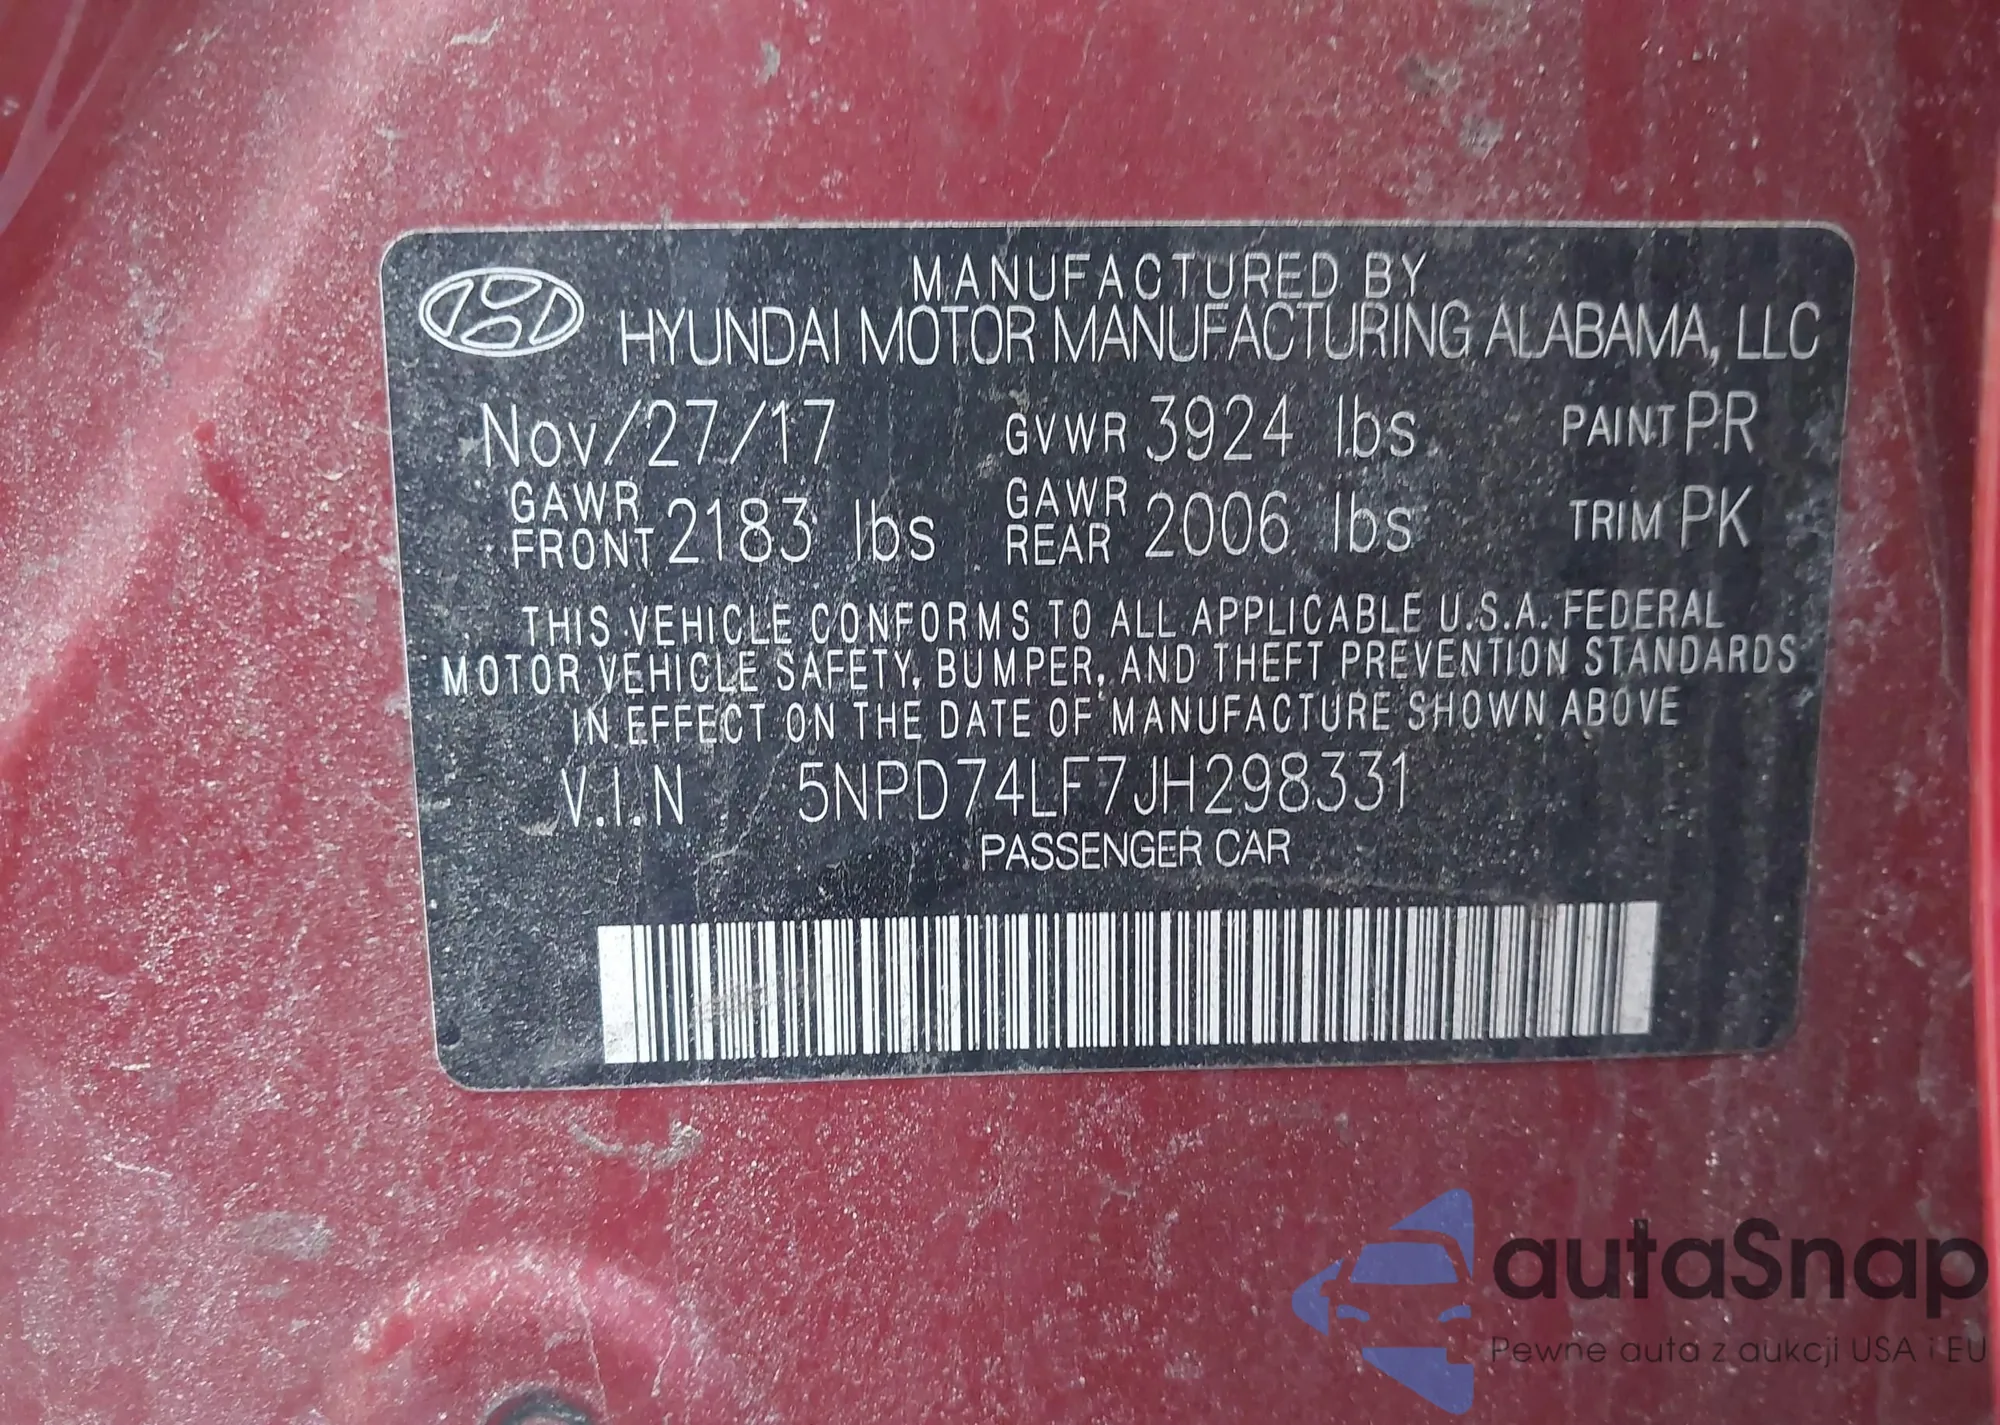 MANUFACTURED BY
HYUNDAI MOTOR MANUFACTURING ALABAMA, LLC
Nov/27/17 GVWR 3924 lbs PAINT PR
GAWR FRONT 2183 lbs GAWR REAR 2006 lbs TRIM PK
THIS VEHICLE CONFORMS TO ALL APPLICABLE U.S.A. FEDERAL
MOTOR VEHICLE SAFETY, BUMPER, AND THEFT PREVENTION STANDARDS
IN EFFECT ON THE DATE OF MANUFACTURE SHOWN ABOVE
V.I.N 5NPD74LF7JH298331
PASSENGER CAR
autaSnap
Pewne auta z aukcji USA i EU